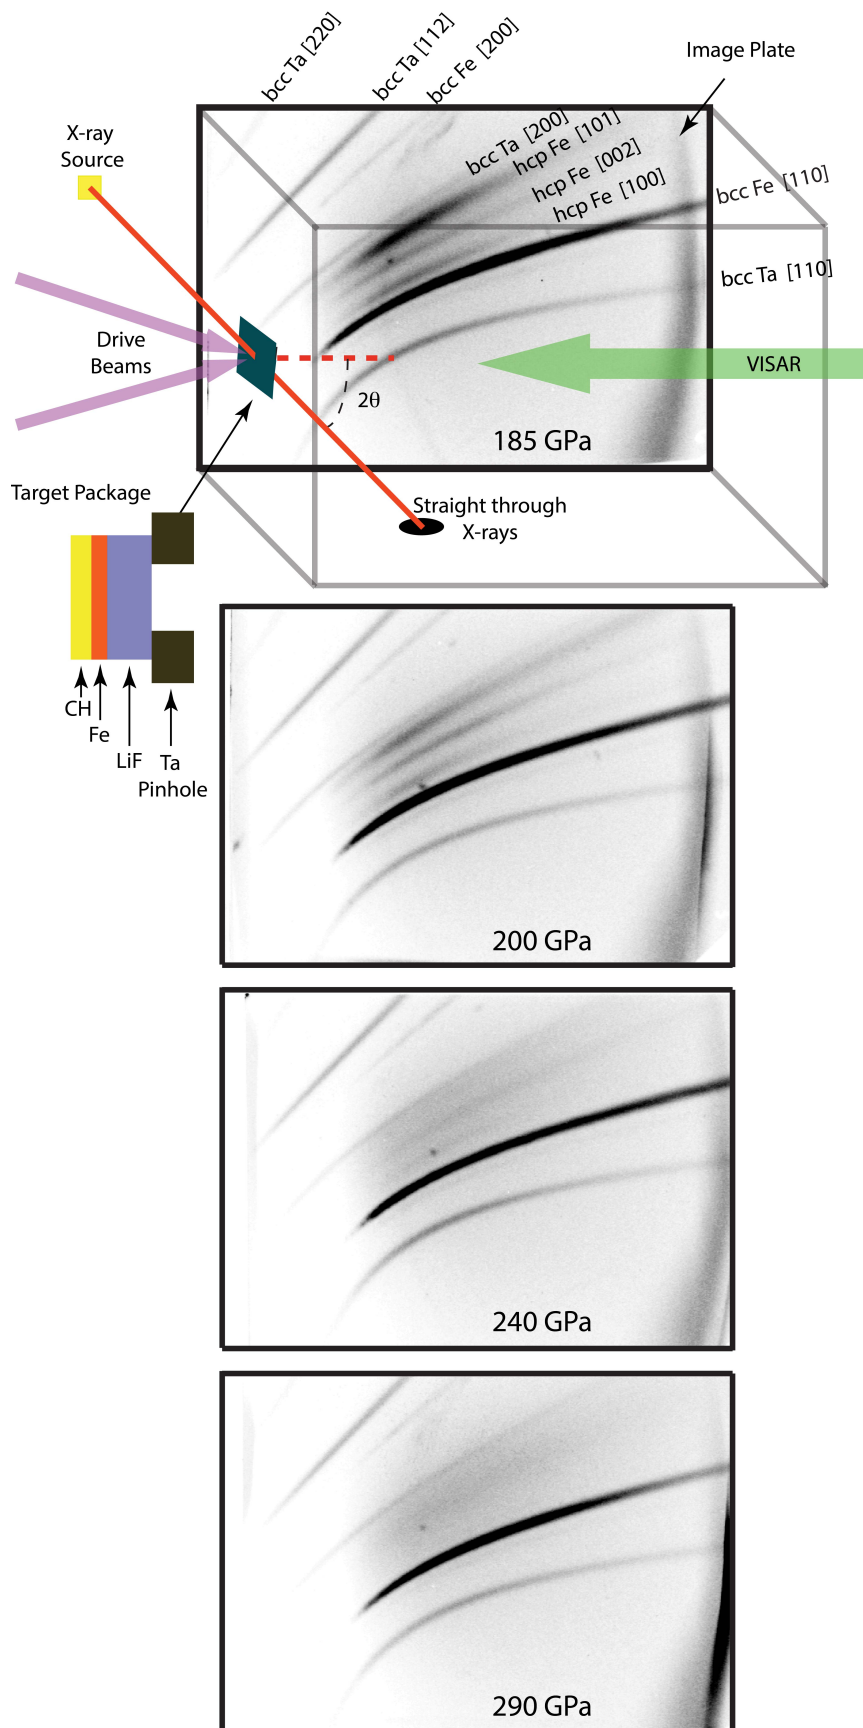 bcc Ta [220]
bcc Ta [112]
bcc Fe [200]
Image Plate
X-ray
Source
bcc Ta [200]
hcp Fe [101]
hcp Fe [002]
hcp Fe [100]
bcc Fe [110]
bcc Ta [110]
Drive
Beams
VISAR
2θ
185 GPa
Target Package
Straight through
X-rays
CH
Fe
LiF
Ta
Pinhole
200 GPa
240 GPa
290 GPa